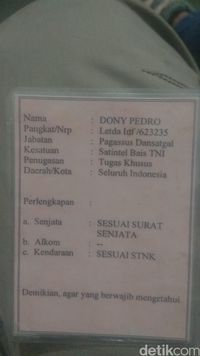 Nama : DONY PEDRO
Pangkat/Nrp : Letda Inf /623235
Jabatan : Pagassus Dansatgal
Kesatuan : Satintel Bais TNI
Penugasan : Tugas Khusus
Daerah/Kota : Seluruh Indonesia
Perlengkapan :
a. Senjata : SESUAI SURAT
SENJATA
b. Alkom : --
c. Kendaraan : SESUAI STNK
Demikian, agar yang berwajib mengetahui.
detikcom